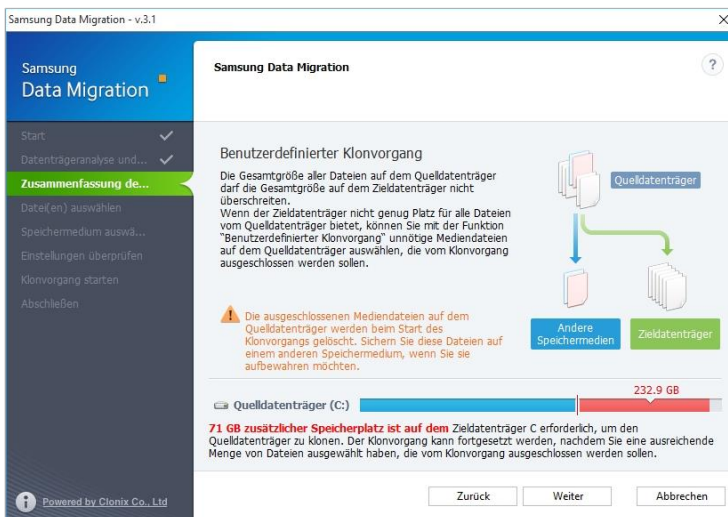 Samsung Data Migration - v.3.1
Samsung
Data Migration
Samsung Data Migration
?
Start
Datenträgeranalyse und...
Zusammenfassung de...
Datei(en) auswählen
Speichermedium auswä...
Einstellungen überprüfen
Klonvorgang starten
Abschließen
Benutzerdefinierter Klonvorgang
Die Gesamtgröße aller Dateien auf dem Quelldatenträger
darf die Gesamtgröße auf dem Zieldatenträger nicht
überschreiten.
Wenn der Zieldatenträger nicht genug Platz für alle Dateien
vom Quelldatenträger bietet, können Sie mit der Funktion
"Benutzerdefinierter Klonvorgang" unnötige Mediendateien
auf dem Quelldatenträger auswählen, die vom Klonvorgang
ausgeschlossen werden sollen.
Quelldatenträger
Andere
Speichermedien
Zieldatenträger
Die ausgeschlossenen Mediendateien auf dem
Quelldatenträger werden beim Start des
Klonvorgangs gelöscht. Sichern Sie diese Dateien auf
einem anderen Speichermedium, wenn Sie sie
aufbewahren möchten.
232.9 GB
Quelldatenträger (C:)
71 GB zusätzlicher Speicherplatz ist auf dem Zieldatenträger C erforderlich, um den
Quelldatenträger zu klonen. Der Klonvorgang kann fortgesetzt werden, nachdem Sie eine ausreichende
Menge von Dateien ausgewählt haben, die vom Klonvorgang ausgeschlossen werden sollen.
Powered by Clonix Co., Ltd
Zurück
Weiter
Abbrechen